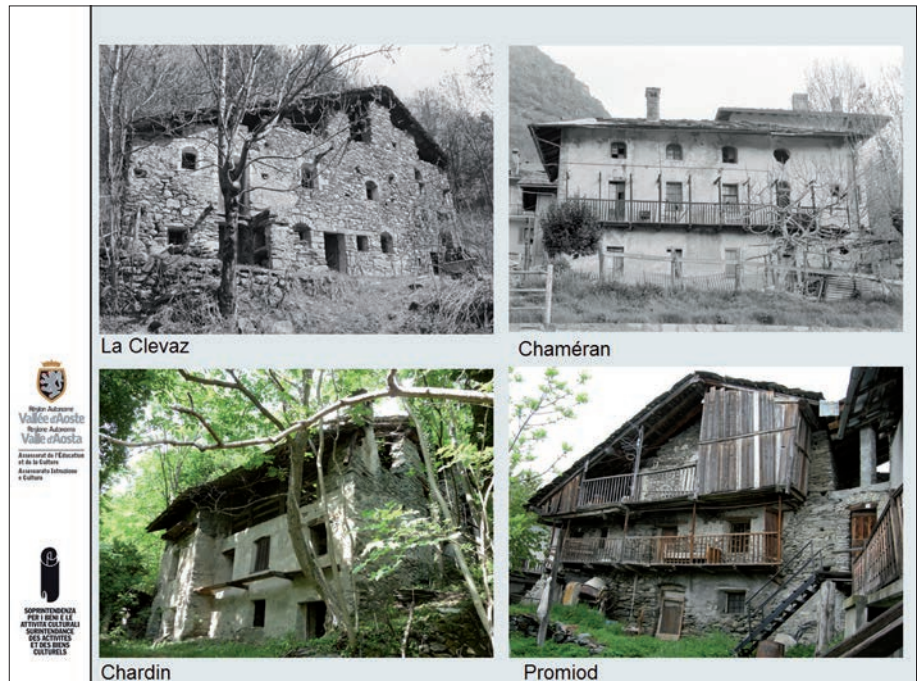 La Clevaz
Chaméran
Région Autonome
Vallée d'Aoste
Regione Autonoma
Valle d'Aosta
Assessorat de l'Éducation
et de la Culture
Assessorato Istruzione
e Cultura
SOPRINTENDENZA
PER I BENI E LE
ATTIVITÀ CULTURALI
SURINTENDANCE
DES ACTIVITÉS
ET DES BIENS
CULTURELS
Chardin
Promiod